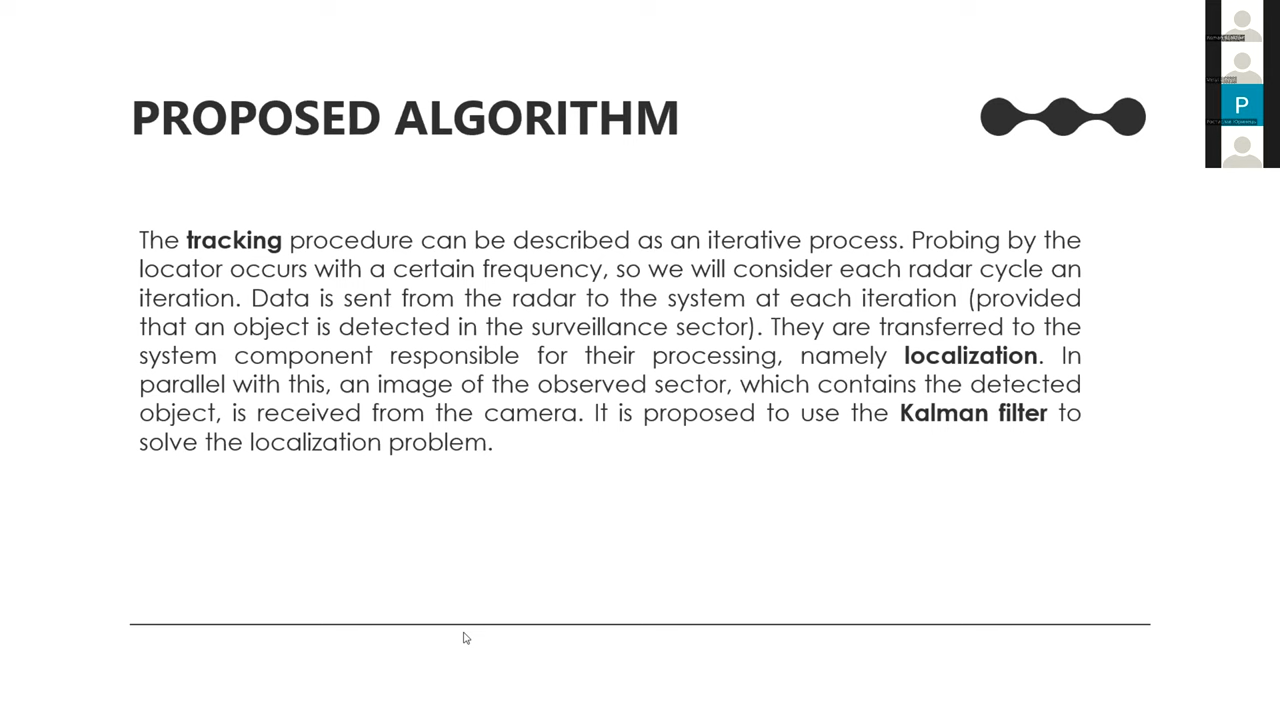 PROPOSED ALGORITHM
The tracking procedure can be described as an iterative process. Probing by the
locator occurs with a certain frequency, so we will consider each radar cycle an
iteration. Data is sent from the radar to the system at each iteration (provided
that an object is detected in the surveillance sector). They are transferred to the
system component responsible for their processing, namely localization. In
parallel with this, an image of the observed sector, which contains the detected
object, is received from the camera. It is proposed to use the Kalman filter to
solve the localization problem.
P